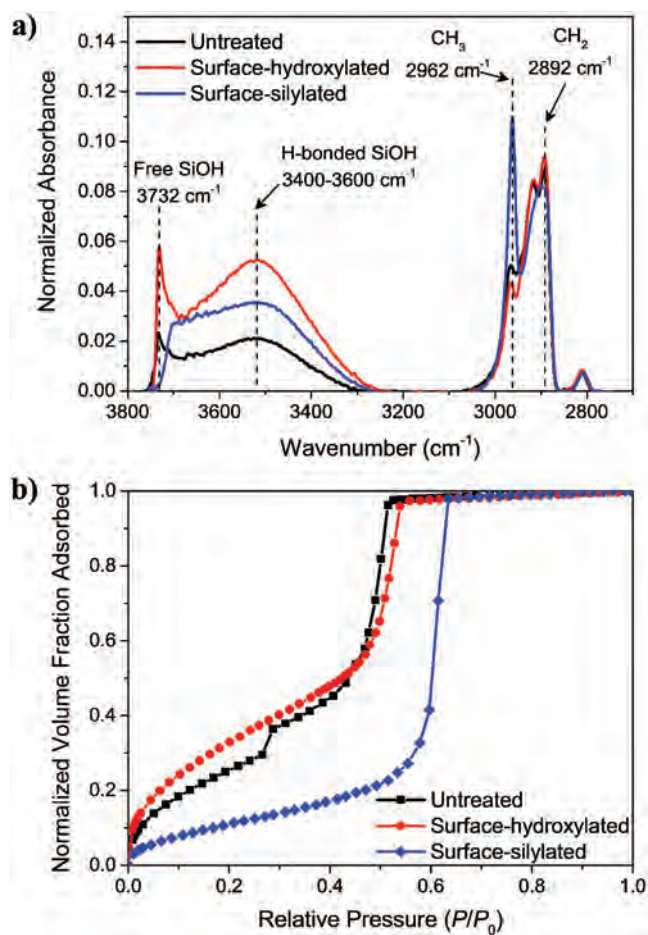 a)
0.14
0.12
0.10
0.08
0.06
0.04
0.02
0.00
Normalized Absorbance
Untreated
Surface-hydroxylated
Surface-silylated
CH₃
2962 cm⁻¹
CH₂
2892 cm⁻¹
Free SiOH
3732 cm⁻¹
H-bonded SiOH
3400-3600 cm⁻¹
3800 3600 3400 3200 3000 2800
Wavenumber (cm⁻¹)
b)
1.0
0.8
0.6
0.4
0.2
0.0
Normalized Volume Fraction Adsorbed
Untreated
Surface-hydroxylated
Surface-silylated
0.0 0.2 0.4 0.6 0.8 1.0
Relative Pressure (P/P₀)